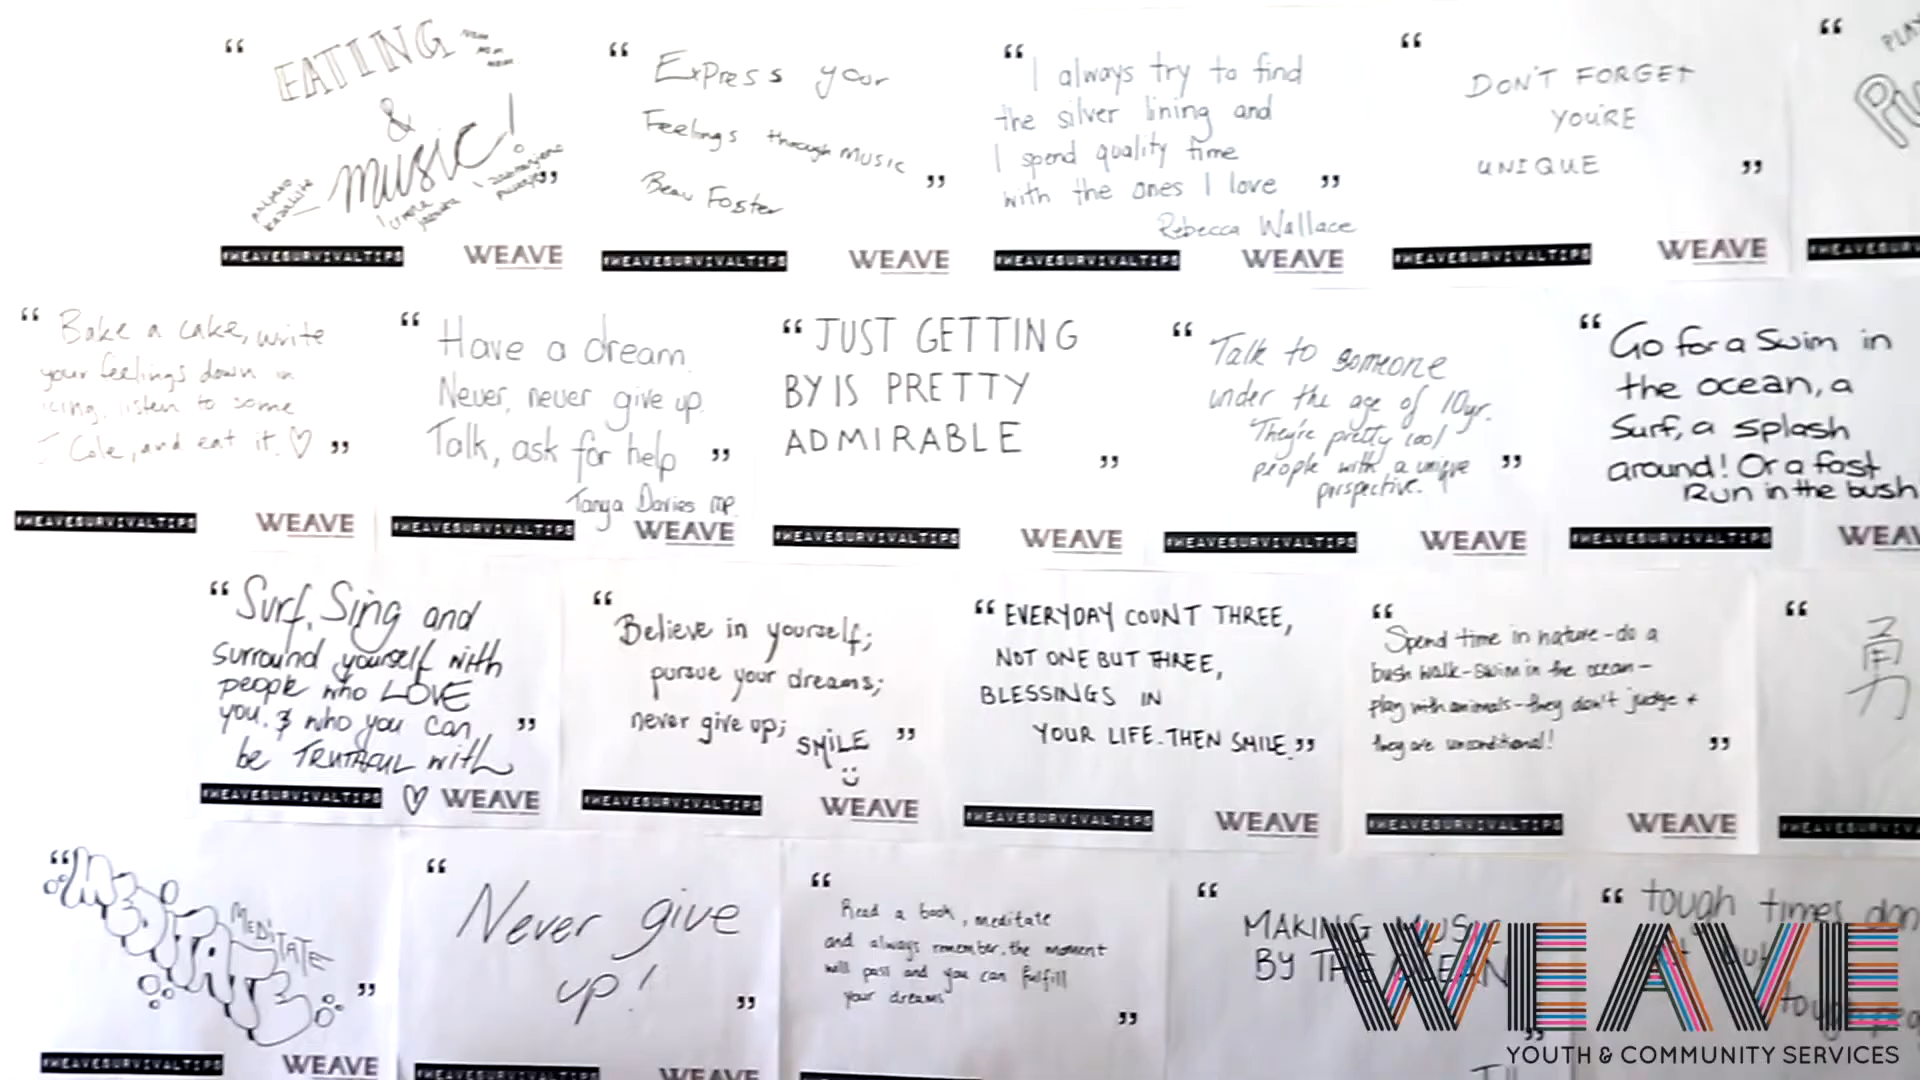 “ EATING
&
music! ”
#WEAVESURVIVALTIPS WEAVE
“ Express your
Feelings through music ”
Beau Foster
#WEAVESURVIVALTIPS WEAVE
“ I always try to find
the silver lining and
I spend quality time
with the ones I love ”
Rebecca Wallace
#WEAVESURVIVALTIPS WEAVE
“ DON'T FORGET
YOU'RE
UNIQUE ”
#WEAVESURVIVALTIPS WEAVE
“
#WEAVESURV
“ Bake a cake, write
your feelings down in
icing, listen to some
J Cole, and eat it. ♡ ”
#WEAVESURVIVALTIPS WEAVE
“ Have a dream.
Never, never give up.
Talk, ask for help ”
Tanya Davies MP.
#WEAVESURVIVALTIPS WEAVE
“ JUST GETTING
BY IS PRETTY
ADMIRABLE ”
#WEAVESURVIVALTIPS WEAVE
“ Talk to someone
under the age of 10yr.
They're pretty cool
people with a unique ”
perspective.
#WEAVESURVIVALTIPS WEAVE
“ Go for a Swim in
the ocean, a
Surf, a splash
around! Or a fast
Run in the bush
#WEAVESURVIVALTIPS WEAV
“ Surf, Sing and
surround yourself with
people who LOVE
you. & who you can ”
be TRUTHFUL with
#WEAVESURVIVALTIPS ♡ WEAVE
“ Believe in yourself;
pursue your dreams;
never give up; SMILE ”
#WEAVESURVIVALTIPS WEAVE
“ EVERYDAY COUNT THREE,
NOT ONE BUT THREE,
BLESSINGS IN
YOUR LIFE. THEN SMILE ”
#WEAVESURVIVALTIPS WEAVE
“ Spend time in nature - do a
bush walk - swim in the ocean -
play with animals - they don't judge +
they are unconditional! ”
#WEAVESURVIVALTIPS WEAVE
“ 勇
“ MEDITATE
MEDITATE ”
#WEAVESURVIVALTIPS WEAVE
“ Never give
up! ”
#WEAVESURVIVALTIPS WEAVE
“ Read a book, meditate
and always remember, the moment
will pass and you can fulfill
your dreams ”
“ MAKING MUSIC
BY THE OCEAN
“ tough times don
WEAVE
YOUTH & COMMUNITY SERVICES